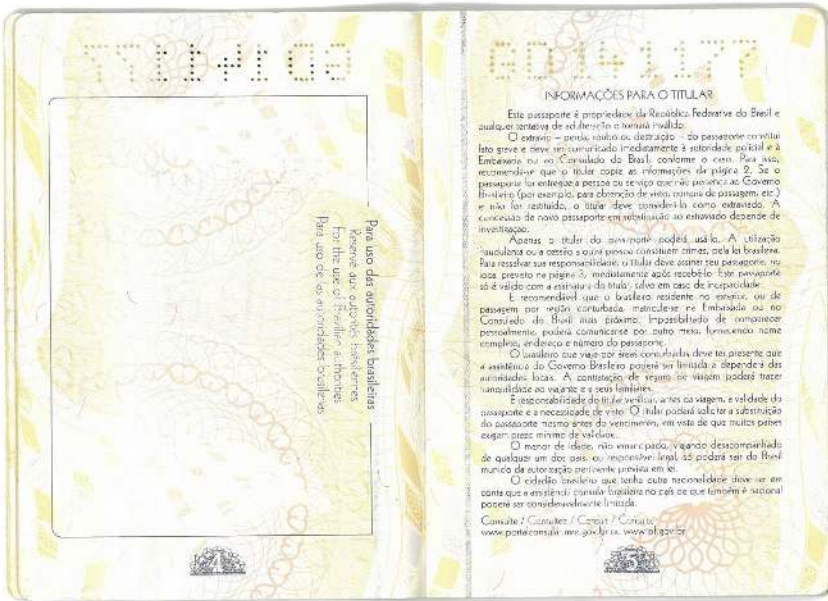 Para uso das autoridades brasileiras
Réservé aux autorités brésiliennes
For the use of Brazilian authorities
Para uso de las autoridades brasileñas
4
INFORMAÇÕES PARA O TITULAR
Este passaporte é propriedade da República Federativa do Brasil e
qualquer tentativa de adulteração o tornará inválido.
O extravio – perda, roubo ou destruição – do passaporte constitui
fato grave e deve ser comunicado imediatamente à autoridade policial e à
Embaixada ou ao Consulado do Brasil, conforme o caso. Para isso,
recomenda-se que o titular copie as informações da página 2. Se o
passaporte for entregue a pessoa ou serviço que não pertença ao Governo
Brasileiro (por exemplo, para obtenção de visto, compra de passagem, etc.)
e não for restituído, o titular deve considerá-lo como extraviado. A
concessão de novo passaporte em substituição ao extraviado depende de
investigação.
Apenas o titular do passaporte poderá usá-lo. A utilização
fraudulenta ou a cessão a outra pessoa constituem crimes, pela lei brasileira.
Para ressalvar sua responsabilidade, o titular deve assinar seu passaporte, no
local previsto na página 3, imediatamente após recebê-lo. Este passaporte
só é válido com a assinatura do titular, salvo em caso de incapacidade.
É recomendável que o brasileiro residente no exterior, ou de
passagem por região conturbada, matricule-se na Embaixada ou no
Consulado do Brasil mais próximo. Impossibilitado de comparecer
pessoalmente, poderá comunicar-se por outro meio, fornecendo nome
completo, endereço e número do passaporte.
O brasileiro que viaje por áreas conturbadas deve ter presente que
a assistência do Governo Brasileiro poderá ser limitada e dependerá das
autoridades locais. A contratação de seguro de viagem poderá trazer
tranquilidade ao viajante e a seus familiares.
É responsabilidade do titular verificar, antes da viagem, a validade do
passaporte e a necessidade de visto. O titular poderá solicitar a substituição
do passaporte mesmo antes do vencimento, em vista de que muitos países
exigem prazo mínimo de validade.
O menor de idade, não emancipado, viajando desacompanhado
de qualquer um dos pais, ou responsável legal, só poderá sair do Brasil
munido da autorização pertinente prevista em lei.
O cidadão brasileiro que tenha outra nacionalidade deve ter em
conta que a assistência consular brasileira no país de que também é nacional
poderá ser consideravelmente limitada.
Consulte / Consultez / Consult / Consulte
www.portalconsular.mre.gov.br ou www.pf.gov.br
5